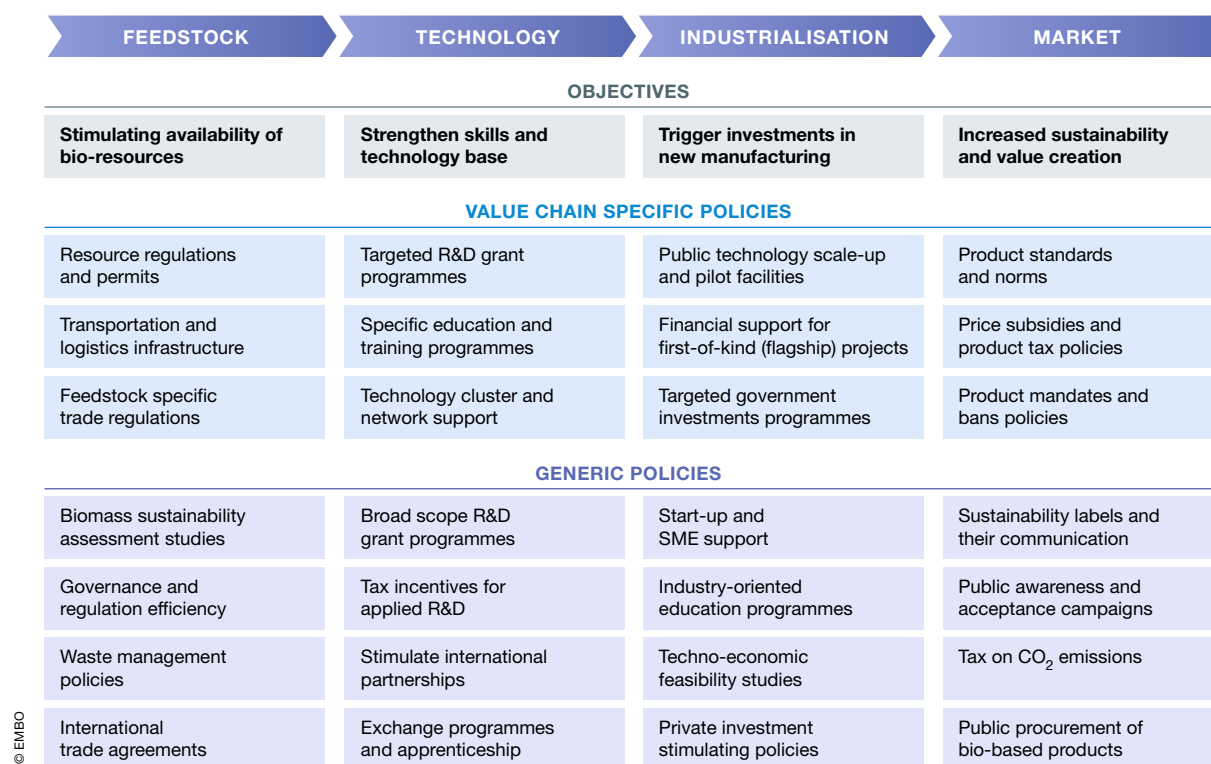 FEEDSTOCK
TECHNOLOGY
INDUSTRIALISATION
MARKET
OBJECTIVES
Stimulating availability of
bio-resources
Strengthen skills and
technology base
Trigger investments in
new manufacturing
Increased sustainability
and value creation
VALUE CHAIN SPECIFIC POLICIES
Resource regulations
and permits
Targeted R&D grant
programmes
Public technology scale-up
and pilot facilities
Product standards
and norms
Transportation and
logistics infrastructure
Specific education and
training programmes
Financial support for
first-of-kind (flagship) projects
Price subsidies and
product tax policies
Feedstock specific
trade regulations
Technology cluster and
network support
Targeted government
investments programmes
Product mandates and
bans policies
GENERIC POLICIES
Biomass sustainability
assessment studies
Broad scope R&D
grant programmes
Start-up and
SME support
Sustainability labels and
their communication
Governance and
regulation efficiency
Tax incentives for
applied R&D
Industry-oriented
education programmes
Public awareness and
acceptance campaigns
Waste management
policies
Stimulate international
partnerships
Techno-economic
feasibility studies
Tax on CO₂ emissions
International
trade agreements
Exchange programmes
and apprenticeship
Private investment
stimulating policies
Public procurement of
bio-based products
© EMBO